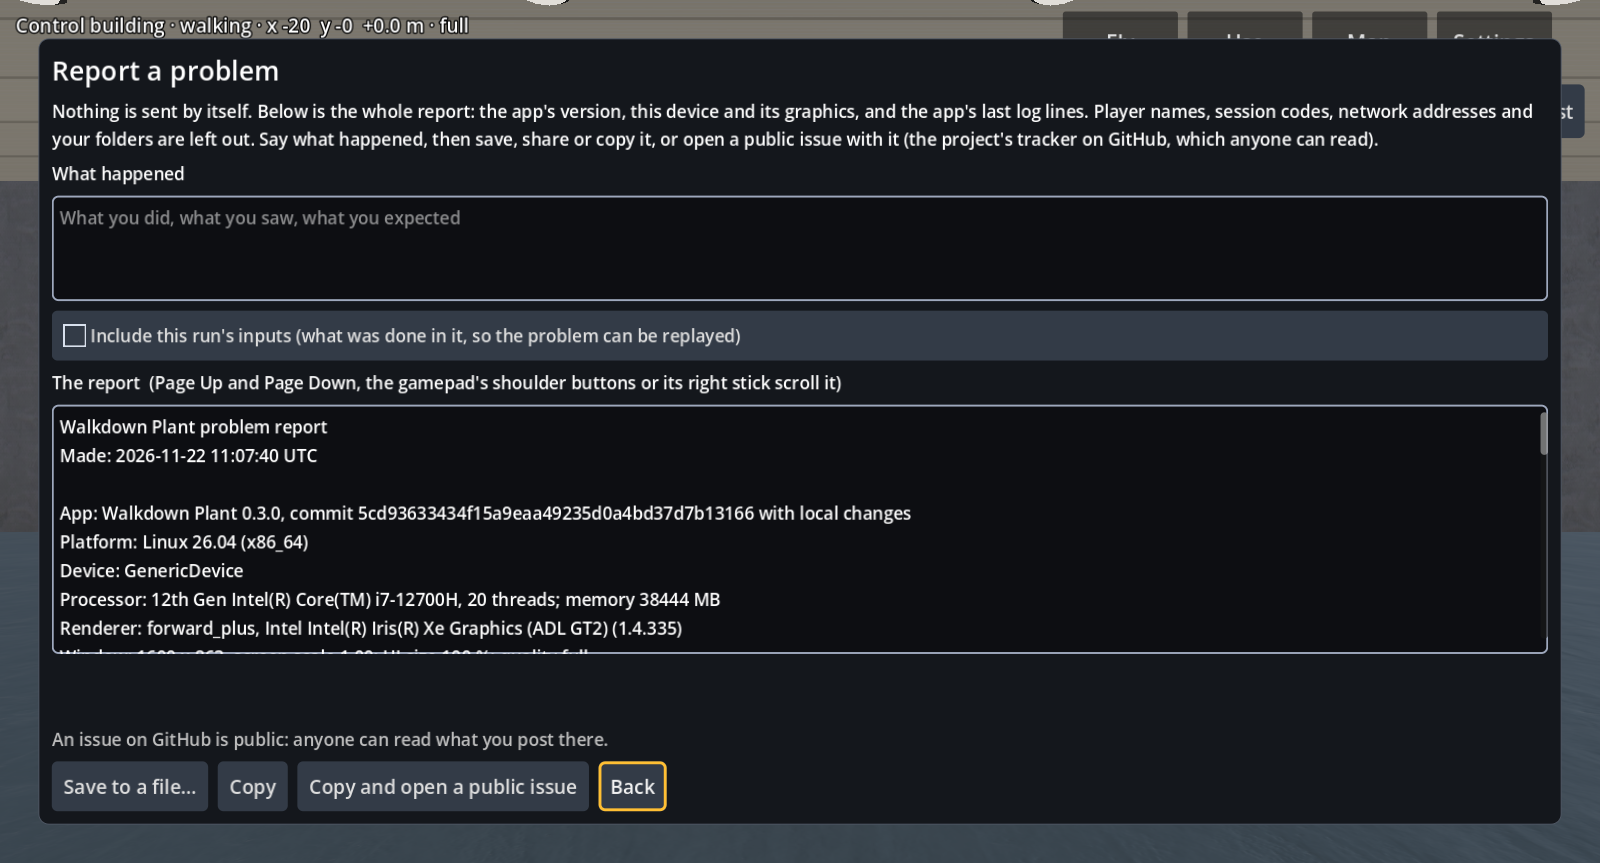 Control building · walking · x -20 y -0 +0.0 m · full
Report a problem
Nothing is sent by itself. Below is the whole report: the app's version, this device and its graphics, and the app's last log lines. Player names, session codes, network addresses and
your folders are left out. Say what happened, then save, share or copy it, or open a public issue with it (the project's tracker on GitHub, which anyone can read).
What happened
What you did, what you saw, what you expected
Include this run's inputs (what was done in it, so the problem can be replayed)
The report (Page Up and Page Down, the gamepad's shoulder buttons or its right stick scroll it)
Walkdown Plant problem report
Made: 2026-11-22 11:07:40 UTC
App: Walkdown Plant 0.3.0, commit 5cd93633434f15a9eaa49235d0a4bd37d7b13166 with local changes
Platform: Linux 26.04 (x86_64)
Device: GenericDevice
Processor: 12th Gen Intel(R) Core(TM) i7-12700H, 20 threads; memory 38444 MB
Renderer: forward_plus, Intel Intel(R) Iris(R) Xe Graphics (ADL GT2) (1.4.335)
An issue on GitHub is public: anyone can read what you post there.
Save to a file...
Copy
Copy and open a public issue
Back